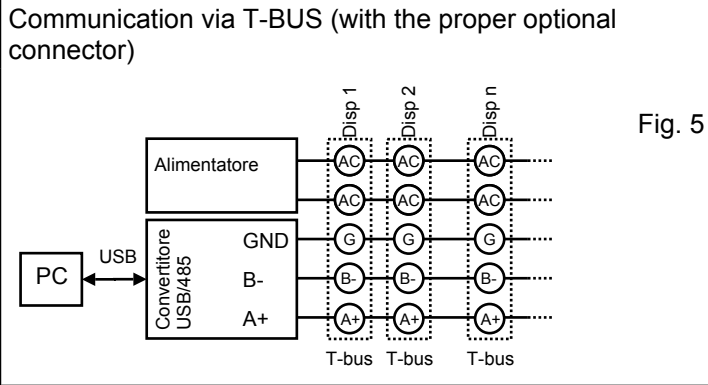 Communication via T-BUS (with the proper optional
connector)
Disp 1
Disp 2
Disp n
Fig. 5
Alimentatore
AC AC AC
AC AC AC
Convertitore
USB/485
GND G G G
PC USB B- B- B- B-
A+ A+ A+ A+
T-bus T-bus T-bus